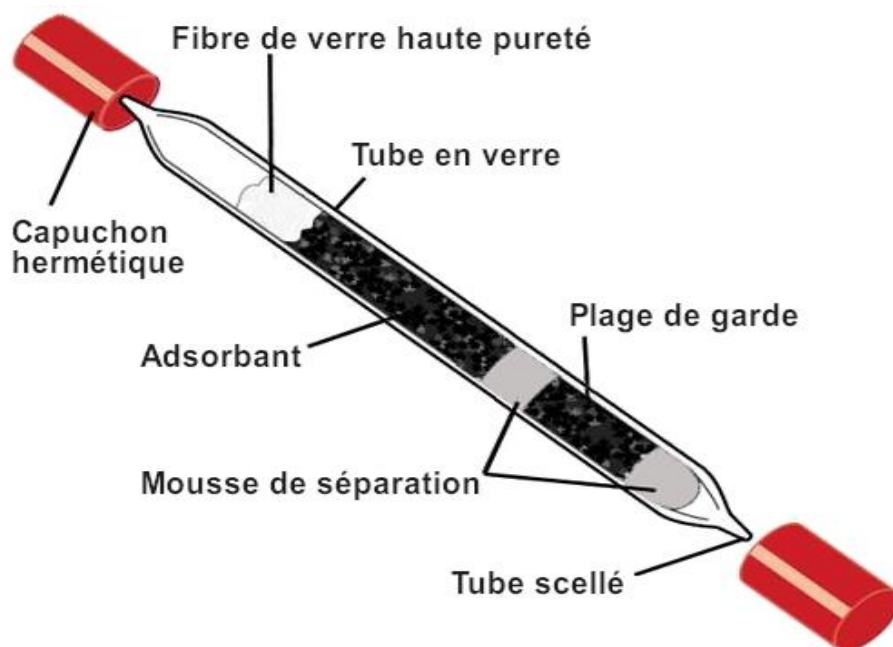 Fibre de verre haute pureté
Tube en verre
Capuchon
hermétique
Plage de garde
Adsorbant
Mousse de séparation
Tube scellé